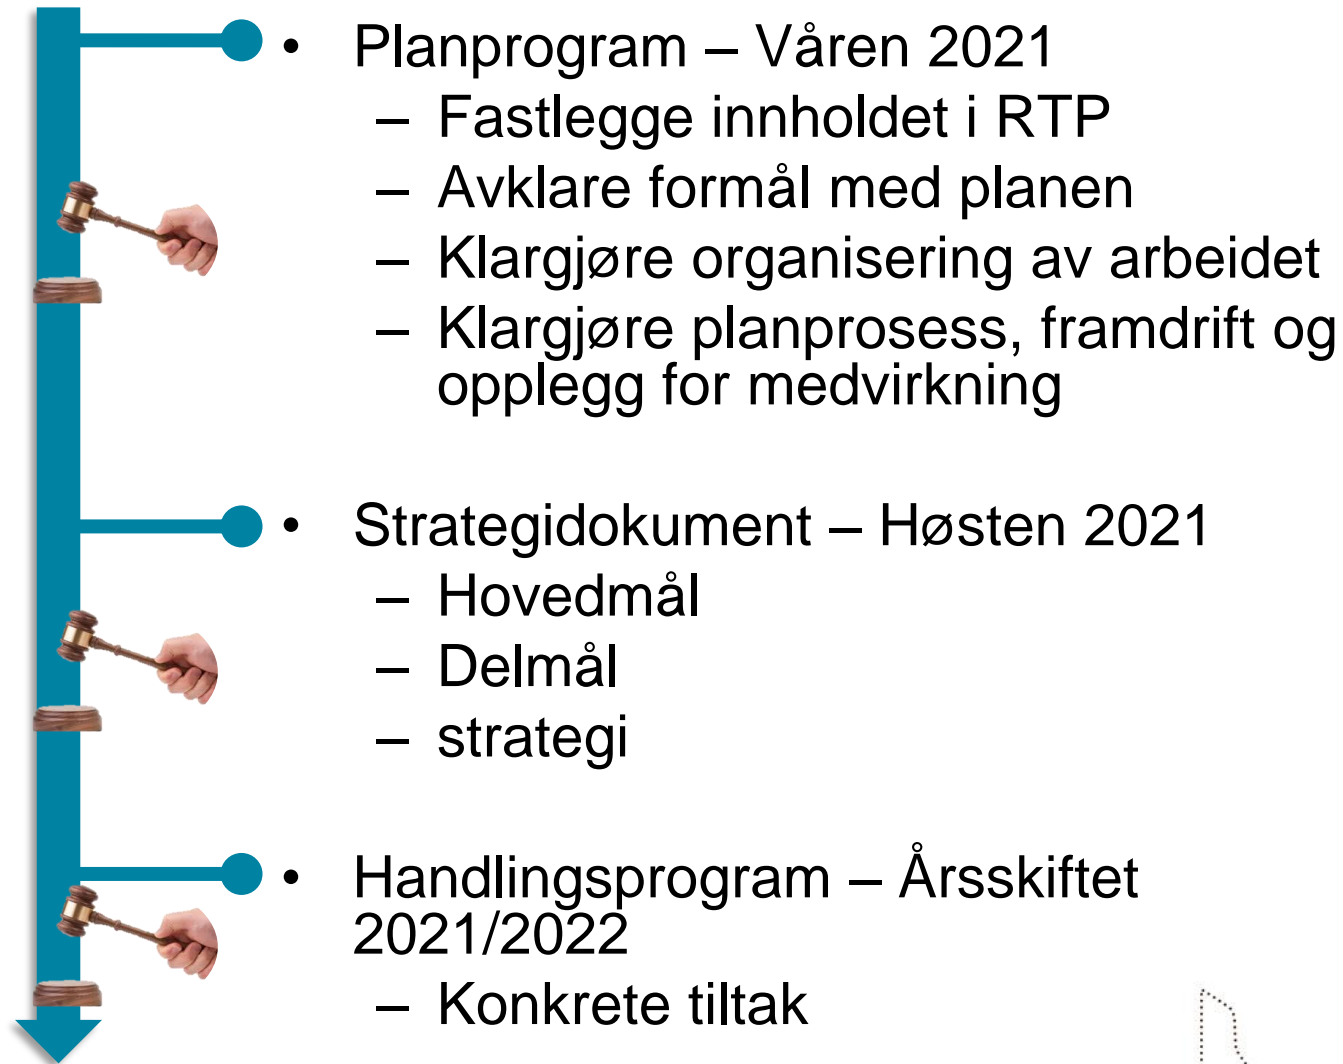 • Planprogram – Våren 2021
– Fastlegge innholdet i RTP
– Avklare formål med planen
– Klargjøre organisering av arbeidet
– Klargjøre planprosess, framdrift og
opplegg for medvirkning
• Strategidokument – Høsten 2021
– Hovedmål
– Delmål
– strategi
• Handlingsprogram – Årsskiftet
2021/2022
– Konkrete tiltak